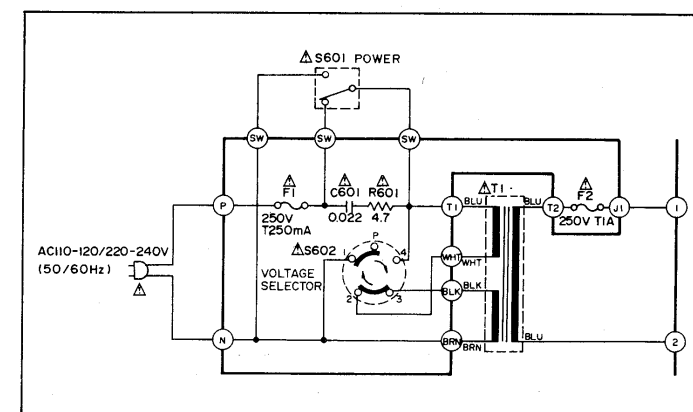 ⚠S601 POWER
SW SW SW
⚠ ⚠ ⚠
F1 C601 R601
P
250V 0.022 4.7
T250mA
T1 BLU
⚠T1
BLU T2
⚠
F2
J1
250V T1A
1
AC110-120/220-240V
(50/60Hz)
⚠
⚠S602
P
1 4
VOLTAGE
SELECTOR
2 3
WHT WHT
BLK BLK
N
BRN BRN
BLU
2